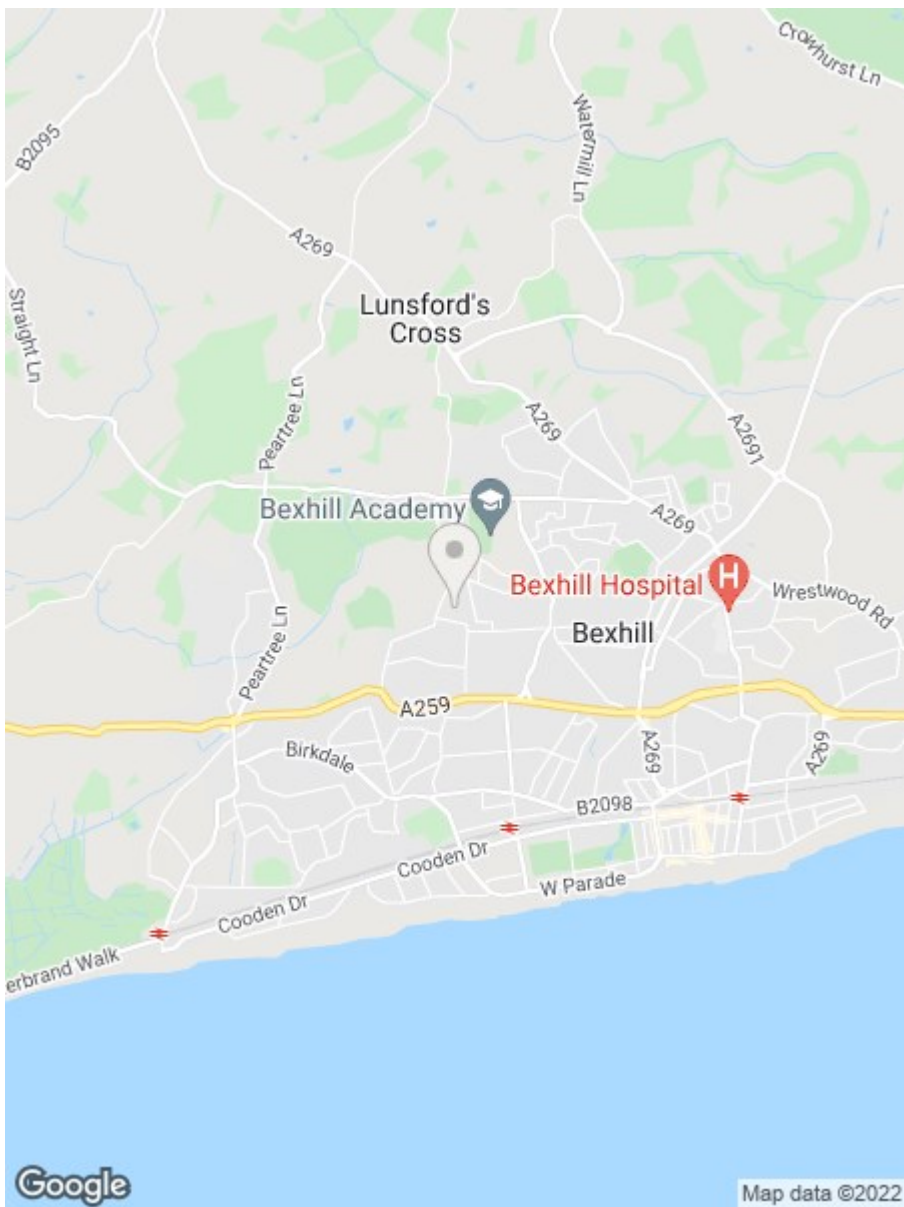 Crowhurst Ln
B2095
Watermill Ln
A269
Straight Ln
Lunsford's
Cross
Peartree Ln
A269
A2691
Bexhill Academy
A269
Bexhill Hospital
H
Wrestwood Rd
Bexhill
Peartree Ln
A259
Birkdale
A269
A269
B2098
Cooden Dr
W Parade
Cooden Dr
erbrand Walk
Google
Map data ©2022